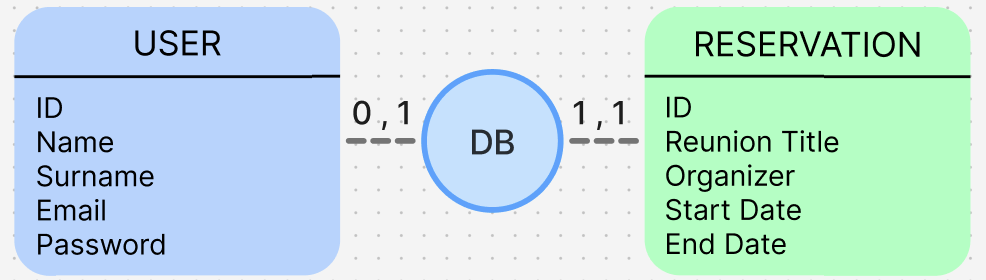 USER
ID
Name
Surname
Email
Password
0,1
DB
1,1
RESERVATION
ID
Reunion Title
Organizer
Start Date
End Date